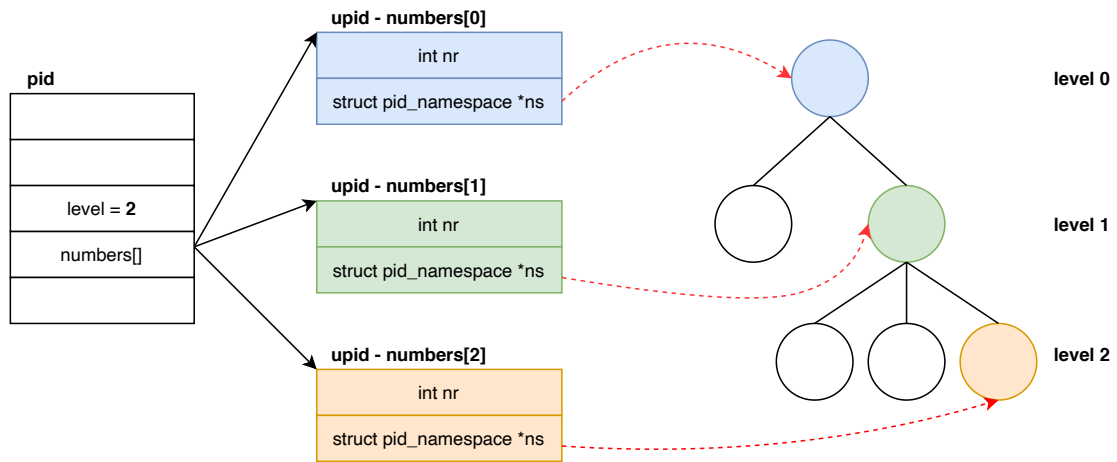 pid
level = 2
numbers[]
upid - numbers[0]
int nr
struct pid_namespace *ns
upid - numbers[1]
int nr
struct pid_namespace *ns
upid - numbers[2]
int nr
struct pid_namespace *ns
level 0
level 1
level 2